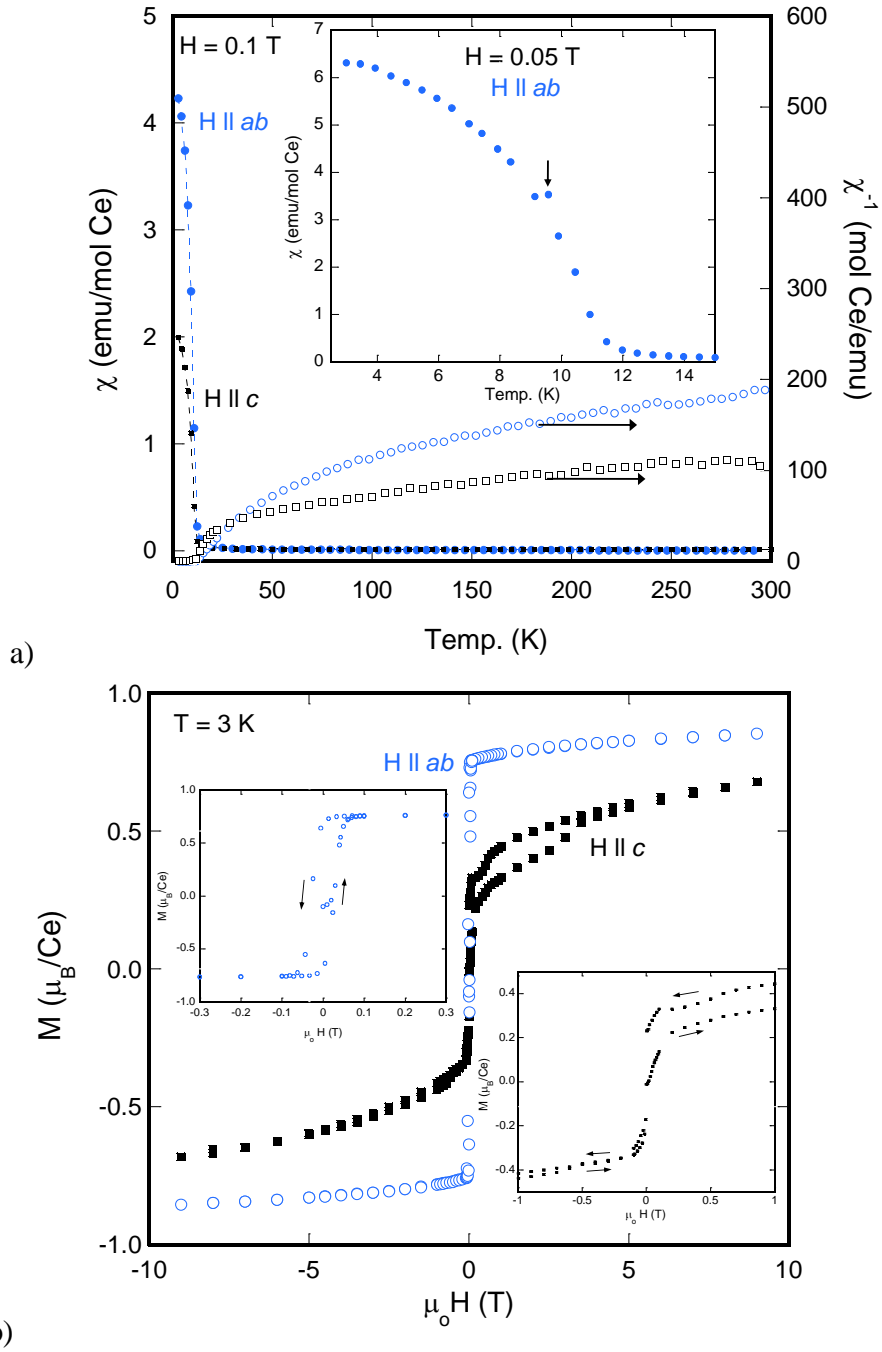 H = 0.1 T
H = 0.05 T
H || ab
H || ab
H || c
χ (emu/mol Ce)
5
4
3
2
1
0
χ (emu/mol Ce)
7
6
5
4
3
2
1
0
4 6 8 10 12 14
Temp. (K)
600
500
400
300
200
100
0
χ⁻¹ (mol Ce/emu)
0 50 100 150 200 250 300
Temp. (K)
a)
T = 3 K
H || ab
H || c
M (μB/Ce)
1.0
0.5
0.0
-0.5
-1.0
M (μB/Ce)
1.0
0.5
0.0
-0.5
-1.0
-0.3 -0.2 -0.1 0 0.1 0.2 0.3
μoH (T)
M (μB/Ce)
0.4
0.2
0.0
-0.2
-0.4
-1 -0.5 0 0.5 1
μoH (T)
-10 -5 0 5 10
μoH (T)